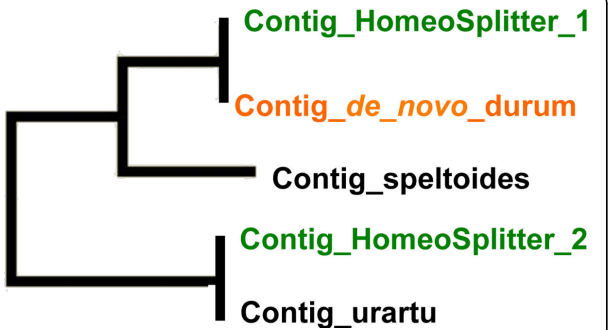 Contig_HomeoSplitter_1
Contig_de_novo_durum
Contig_speltoides
Contig_HomeoSplitter_2
Contig_urartu